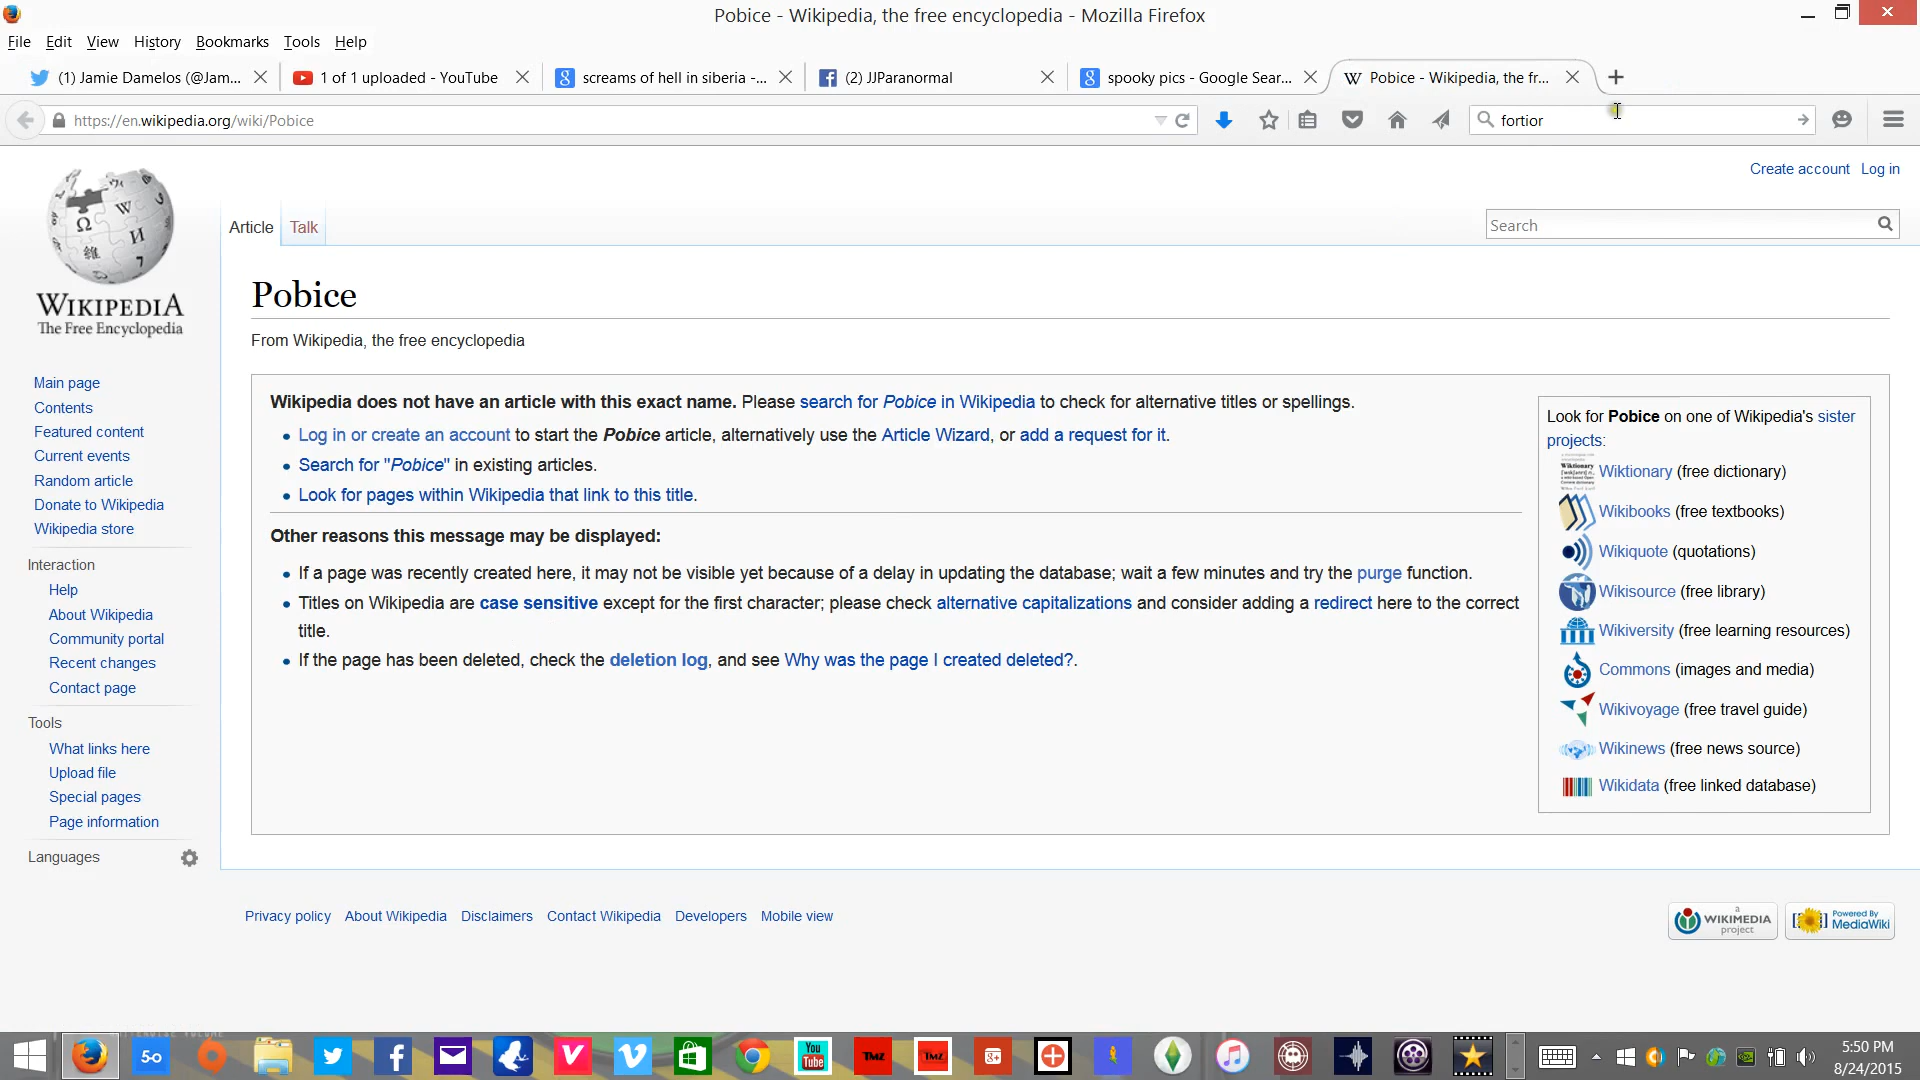 Pobice - Wikipedia, the free encyclopedia - Mozilla Firefox
File Edit View History Bookmarks Tools Help
(1) Jamie Damelos (@Jam... 1 of 1 uploaded - YouTube screams of hell in siberia -... (2) JJParanormal spooky pics - Google Sear... Pobice - Wikipedia, the fr...
https://en.wikipedia.org/wiki/Pobice fortior
Create account Log in
Article Talk Search
WIKIPEDIA
The Free Encyclopedia
Main page
Contents
Featured content
Current events
Random article
Donate to Wikipedia
Wikipedia store
Interaction
Help
About Wikipedia
Community portal
Recent changes
Contact page
Tools
What links here
Upload file
Special pages
Page information
Languages
Pobice
From Wikipedia, the free encyclopedia
Wikipedia does not have an article with this exact name. Please search for Pobice in Wikipedia to check for alternative titles or spellings.
Log in or create an account to start the Pobice article, alternatively use the Article Wizard, or add a request for it.
Search for "Pobice" in existing articles.
Look for pages within Wikipedia that link to this title.
Other reasons this message may be displayed:
If a page was recently created here, it may not be visible yet because of a delay in updating the database; wait a few minutes and try the purge function.
Titles on Wikipedia are case sensitive except for the first character; please check alternative capitalizations and consider adding a redirect here to the correct
title.
If the page has been deleted, check the deletion log, and see Why was the page I created deleted?.
Look for Pobice on one of Wikipedia's sister
projects:
Wiktionary (free dictionary)
Wikibooks (free textbooks)
Wikiquote (quotations)
Wikisource (free library)
Wikiversity (free learning resources)
Commons (images and media)
Wikivoyage (free travel guide)
Wikinews (free news source)
Wikidata (free linked database)
Privacy policy About Wikipedia Disclaimers Contact Wikipedia Developers Mobile view
a
WIKIMEDIA
project
Powered By
MediaWiki
5-0
You
Tube
TMZ
TMZ
5:50 PM
8/24/2015